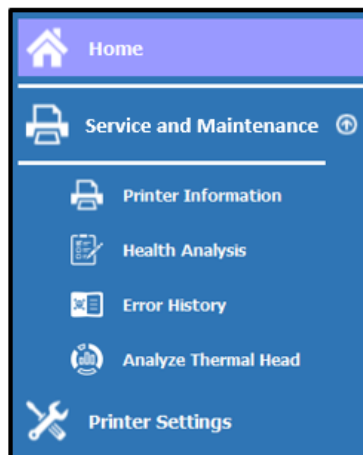 Home
Service and Maintenance
Printer Information
Health Analysis
Error History
Analyze Thermal Head
Printer Settings